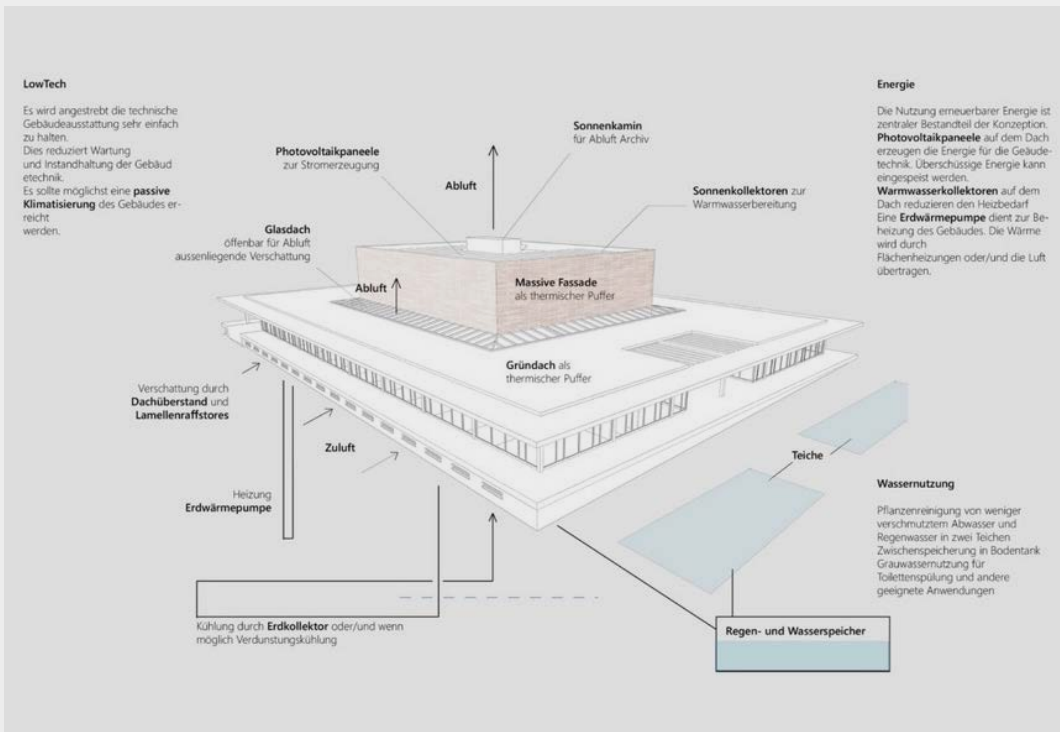 LowTech
Es wird angestrebt die technische
Gebäudeausstattung sehr einfach
zu halten.
Dies reduziert Wartung
und Instandhaltung der Gebäud
etechnik.
Es sollte möglichst eine passive
Klimatisierung des Gebäudes er-
reicht
werden.
Photovoltaikpaneele
zur Stromerzeugung
Abluft
Sonnenkamin
für Abluft Archiv
Sonnenkollektoren zur
Warmwasserbereitung
Glasdach
öffenbar für Abluft
aussenliegende Verschattung
Abluft
Massive Fassade
als thermischer Puffer
Gründach als
thermischer Puffer
Verschattung durch
Dachüberstand und
Lamellenraffstores
Zuluft
Heizung
Erdwärmepumpe
Kühlung durch Erdkollektor oder/und wenn
möglich Verdunstungskühlung
Teiche
Regen- und Wasserspeicher
Energie
Die Nutzung erneuerbarer Energie ist
zentraler Bestandteil der Konzeption.
Photovoltaikpaneele auf dem Dach
erzeugen die Energie für die Geäude-
technik. Überschüssige Energie kann
eingespeist werden.
Warmwasserkollektoren auf dem
Dach reduzieren den Heizbedarf
Eine Erdwärmepumpe dient zur Be-
heizung des Gebäudes. Die Wärme
wird durch
Flächenheizungen oder/und die Luft
übertragen.
Wassernutzung
Pflanzenreinigung von weniger
verschmutztem Abwasser und
Regenwasser in zwei Teichen
Zwischenspeicherung in Bodentank
Grauwassernutzung für
Toilettenspülung und andere
geeignete Anwendungen